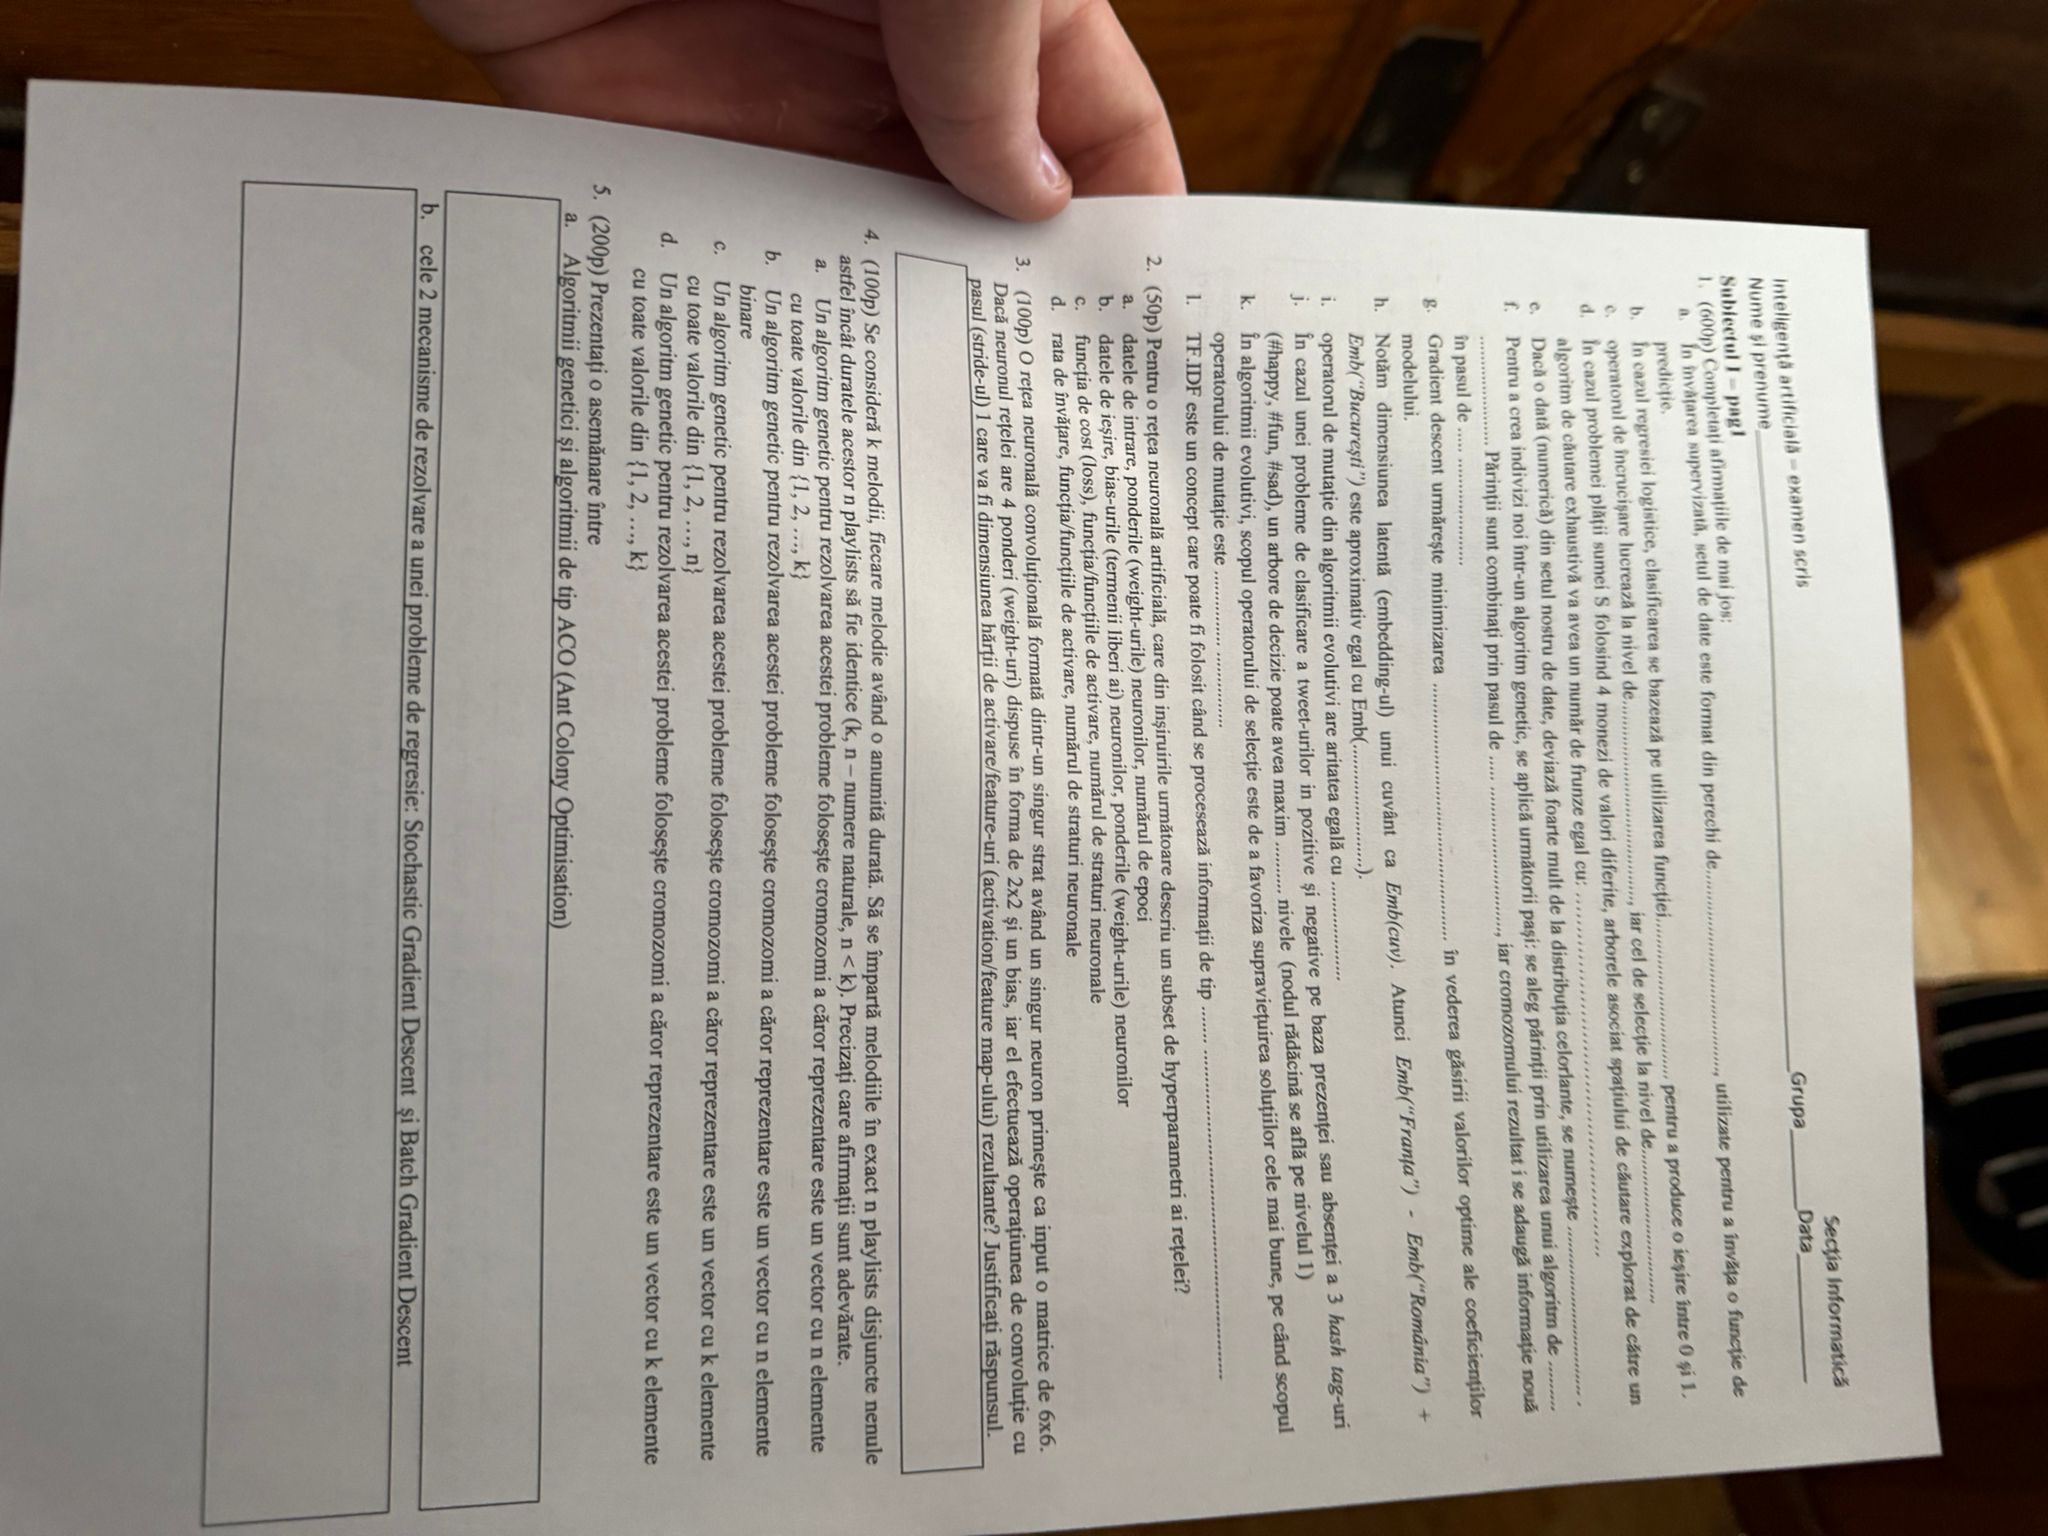 Secția Informatică
Inteligență artificială – examen scris
Nume și prenume____________Grupa______Data______
Subiectul I – pag1
1. (600p) Completați afirmațiile de mai jos:
a. În învățarea supervizată, setul de date este format din perechi de..............................., utilizate pentru a învăța o funcție de
predicție.
b. În cazul regresiei logistice, clasificarea se bazează pe utilizarea funcției.............................. pentru a produce o ieșire între 0 și 1.
c. operatorul de încrucișare lucrează la nivel de..............................., iar cel de selecție la nivel de..............................
d. În cazul problemei plății sumei S folosind 4 monezi de valori diferite, arborele asociat spațiului de căutare explorat de către un
algoritm de căutare exhaustivă va avea un număr de frunze egal cu: ..............................
e. Dacă o dată (numerică) din setul nostru de date, deviază foarte mult de la distribuția celorlante, se numește ..............................
f. Pentru a crea indivizi noi într-un algoritm genetic, se aplică următorii pași: se aleg părinții prin utilizarea unui algoritm de ..........
.................. Părinții sunt combinați prin pasul de ..... ......................, iar cromozomului rezultat i se adaugă informație nouă
în pasul de ...... ..................
g. Gradient descent urmărește minimizarea ........................................ în vederea găsirii valorilor optime ale coeficienților
modelului.
h. Notăm dimensiunea latentă (embedding-ul) unui cuvânt ca Emb(cuv). Atunci Emb("Franța") - Emb("România") +
Emb("București") este aproximativ egal cu Emb(.....................).
i. operatorul de mutație din algoritmii evolutivi are aritatea egală cu ..................
j. În cazul unei probleme de clasificare a tweet-urilor in pozitive și negative pe baza prezenței sau absenței a 3 hash tag-uri
(#happy, #fun, #sad), un arbore de decizie poate avea maxim .......... nivele (nodul rădăcină se află pe nivelul 1)
k. În algoritmii evolutivi, scopul operatorului de selecție este de a favoriza supraviețuirea soluțiilor cele mai bune, pe când scopul
operatorului de mutație este ............. .............
l. TF.IDF este un concept care poate fi folosit când se procesează informații de tip ...... ........................................
2. (50p) Pentru o rețea neuronală artificială, care din inșiruirile următoare descriu un subset de hyperparametri ai rețelei?
a. datele de intrare, ponderile (weight-urile) neuronilor, numărul de epoci
b. datele de ieșire, bias-urile (termenii liberi ai) neuronilor, ponderile (weight-urile) neuronilor
c. funcția de cost (loss), funcția/funcțiile de activare, numărul de straturi neuronale
d. rata de învățare, funcția/funcțiile de activare, numărul de straturi neuronale
3. (100p) O rețea neuronală convoluțională formată dintr-un singur strat având un singur neuron primește ca input o matrice de 6x6.
Dacă neuronul rețelei are 4 ponderi (weight-uri) dispuse în forma de 2x2 și un bias, iar el efectuează operațiunea de convoluție cu
pasul (stride-ul) 1 care va fi dimensiunea hărții de activare/feature-uri (activation/feature map-ului) rezultante? Justificați răspunsul.
4. (100p) Se consideră k melodii, fiecare melodie având o anumită durată. Să se împartă melodiile în exact n playlists disjuncte nenule
astfel încât duratele acestor n playlists să fie identice (k, n – numere naturale, n < k). Precizați care afirmații sunt adevărate.
a. Un algoritm genetic pentru rezolvarea acestei probleme folosește cromozomi a căror reprezentare este un vector cu n elemente
cu toate valorile din {1, 2, …, k}
b. Un algoritm genetic pentru rezolvarea acestei probleme folosește cromozomi a căror reprezentare este un vector cu n elemente
binare
c. Un algoritm genetic pentru rezolvarea acestei probleme folosește cromozomi a căror reprezentare este un vector cu k elemente
cu toate valorile din {1, 2, …, n}
d. Un algoritm genetic pentru rezolvarea acestei probleme folosește cromozomi a căror reprezentare este un vector cu k elemente
cu toate valorile din {1, 2, …, k}
5. (200p) Prezentați o asemănare între
a. Algoritmii genetici și algoritmii de tip ACO (Ant Colony Optimisation)
b. cele 2 mecanisme de rezolvare a unei probleme de regresie: Stochastic Gradient Descent și Batch Gradient Descent